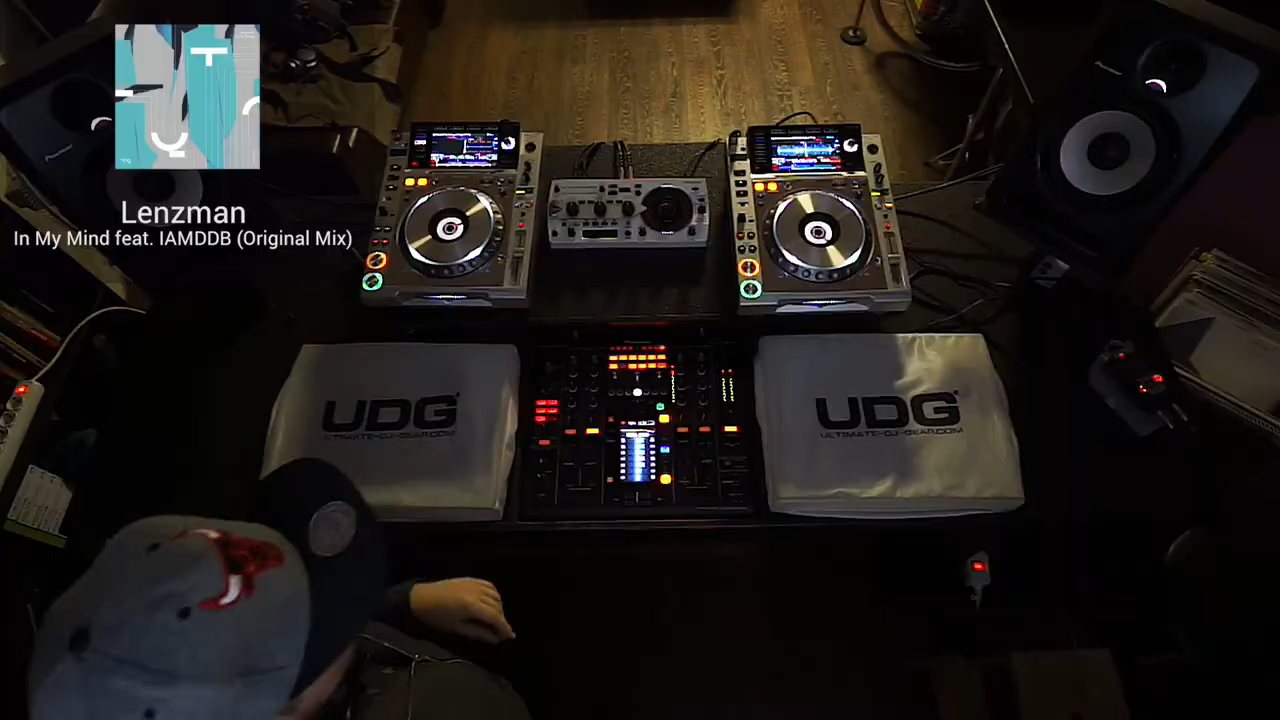 Lenzman
In My Mind feat. IAMDDB (Original Mix)
UDG
ULTIMATE-DJ-GEAR.COM
UDG
ULTIMATE-DJ-GEAR.COM